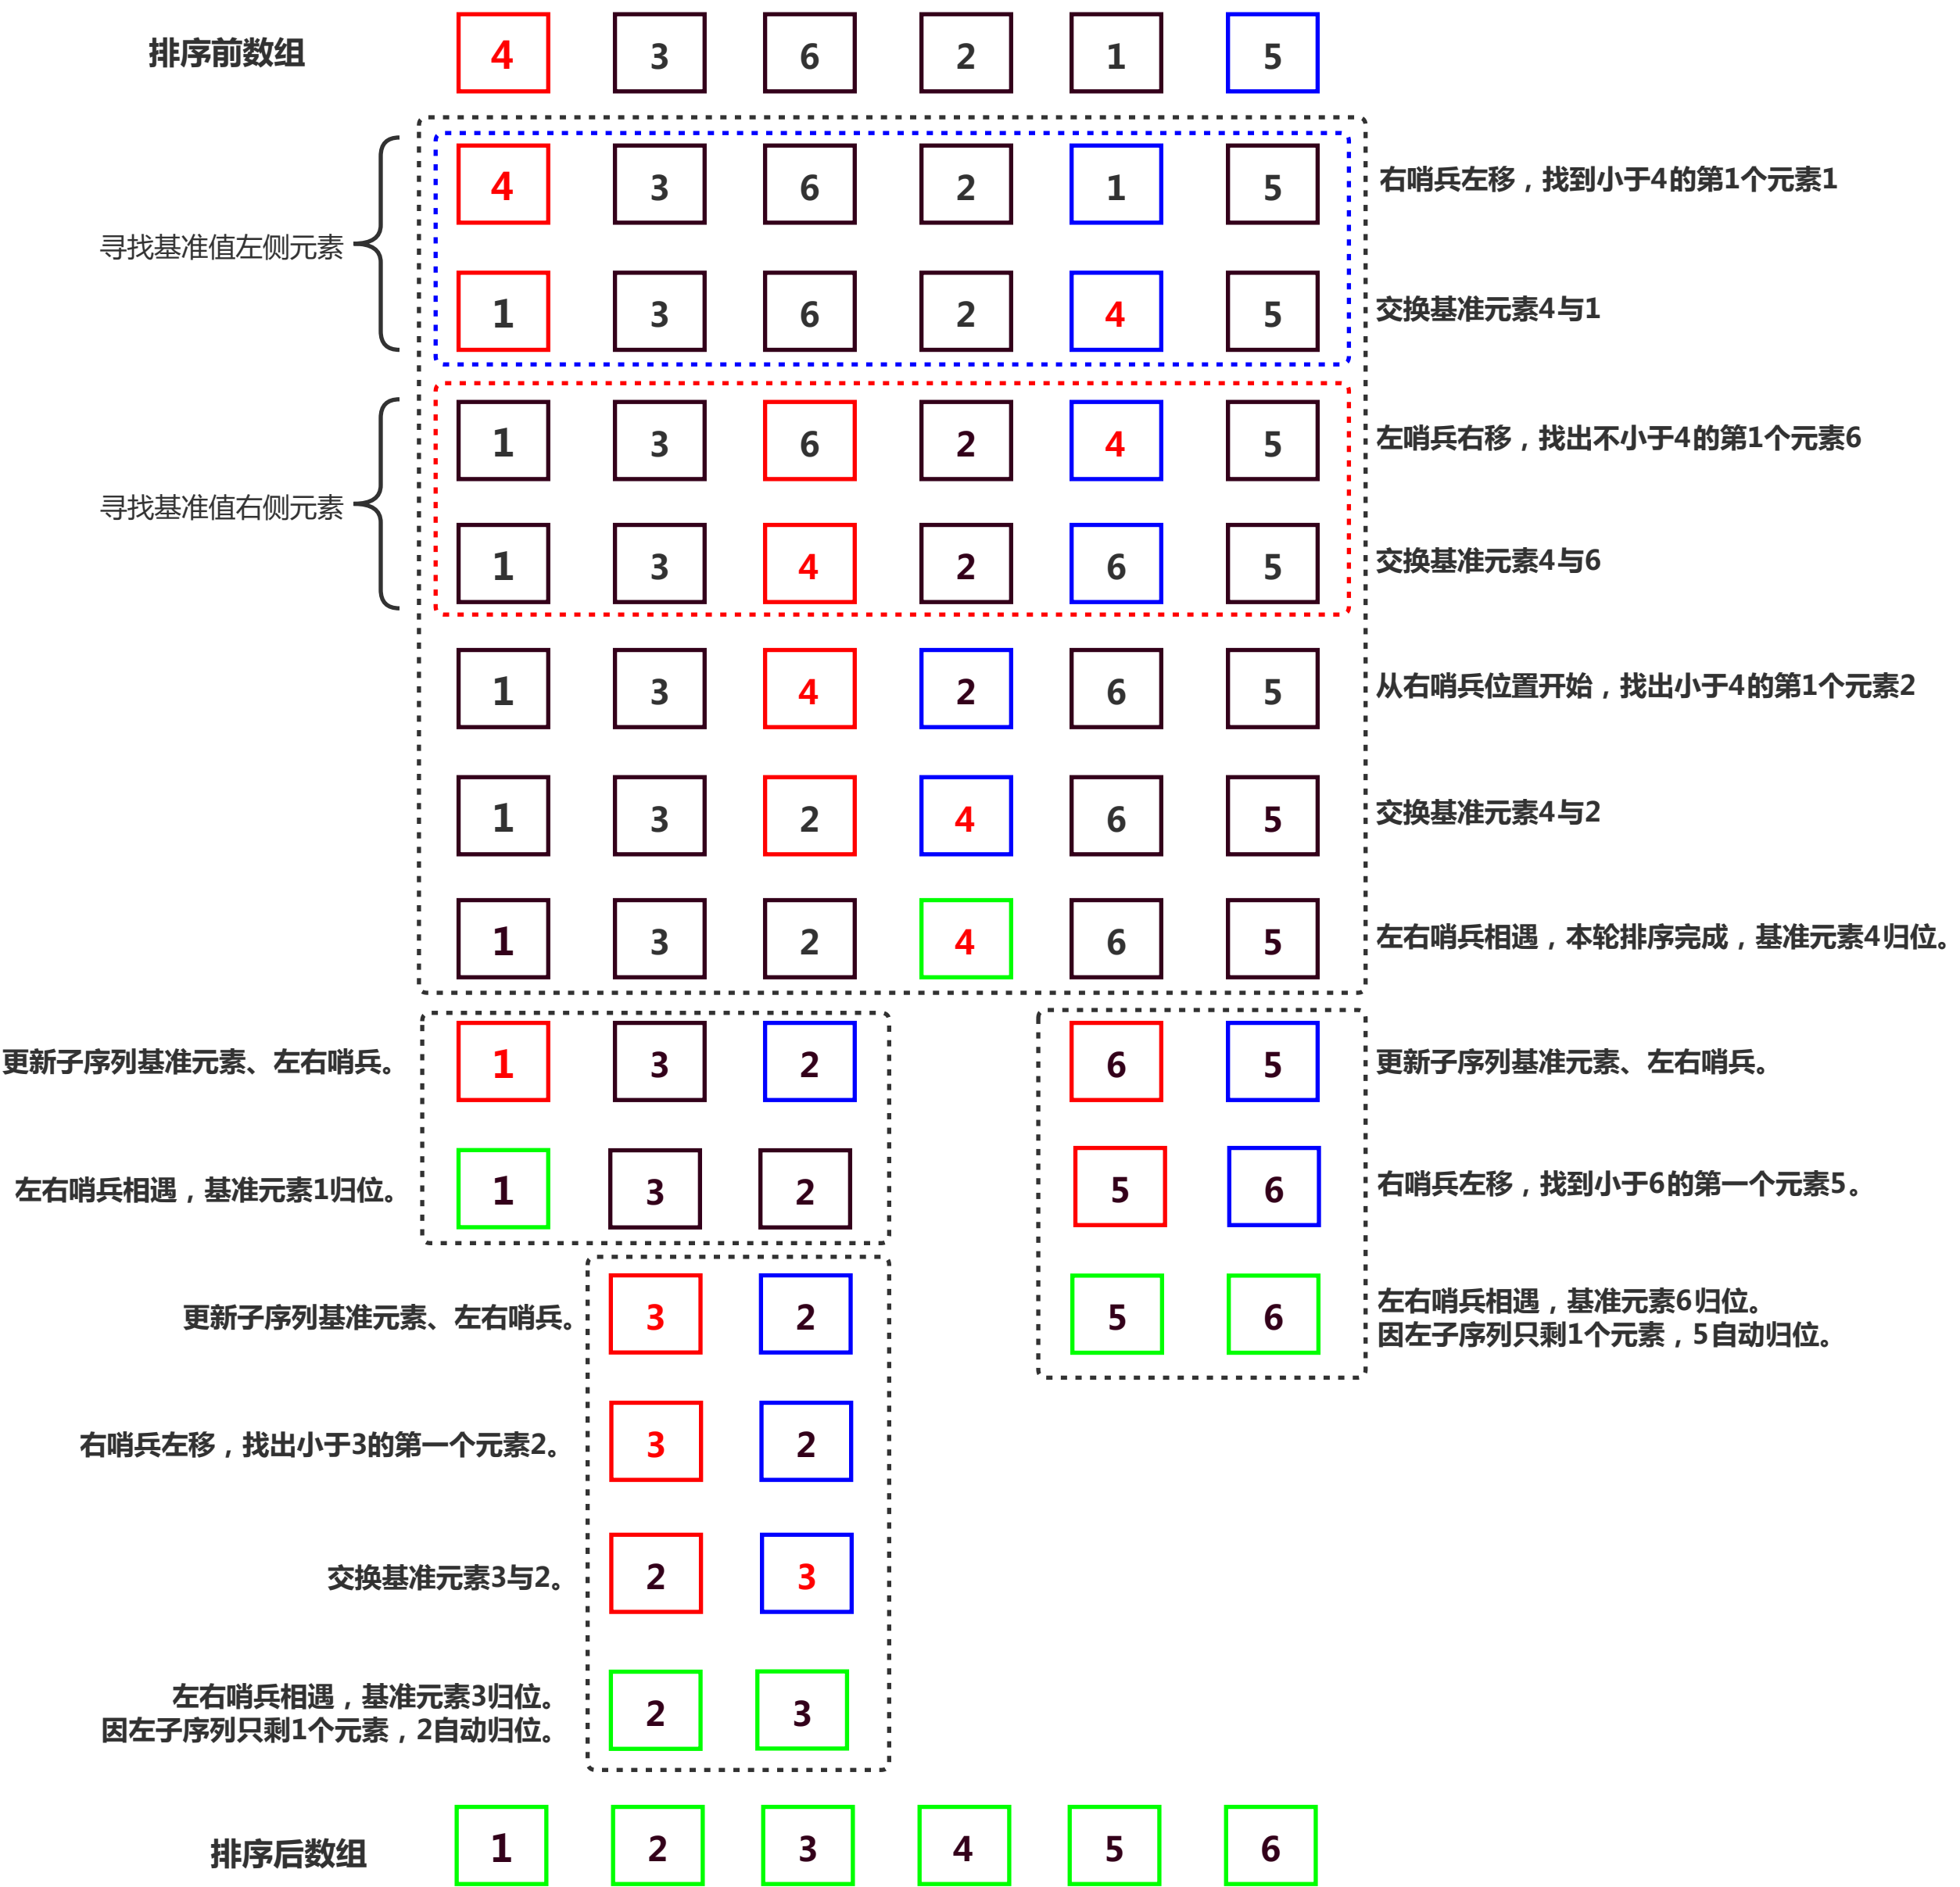 排序前数组 4 3 6 2 1 5
4 3 6 2 1 5 右哨兵左移，找到小于4的第1个元素1
寻找基准值左侧元素
1 3 6 2 4 5 交换基准元素4与1
1 3 6 2 4 5 左哨兵右移，找出不小于4的第1个元素6
寻找基准值右侧元素
1 3 4 2 6 5 交换基准元素4与6
1 3 4 2 6 5 从右哨兵位置开始，找出小于4的第1个元素2
1 3 2 4 6 5 交换基准元素4与2
1 3 2 4 6 5 左右哨兵相遇，本轮排序完成，基准元素4归位。
更新子序列基准元素、左右哨兵。 1 3 2 6 5 更新子序列基准元素、左右哨兵。
左右哨兵相遇，基准元素1归位。 1 3 2 5 6 右哨兵左移，找到小于6的第一个元素5。
更新子序列基准元素、左右哨兵。 3 2 5 6 左右哨兵相遇，基准元素6归位。
因左子序列只剩1个元素，5自动归位。
右哨兵左移，找出小于3的第一个元素2。 3 2
交换基准元素3与2。 2 3
左右哨兵相遇，基准元素3归位。
因左子序列只剩1个元素，2自动归位。 2 3
排序后数组 1 2 3 4 5 6